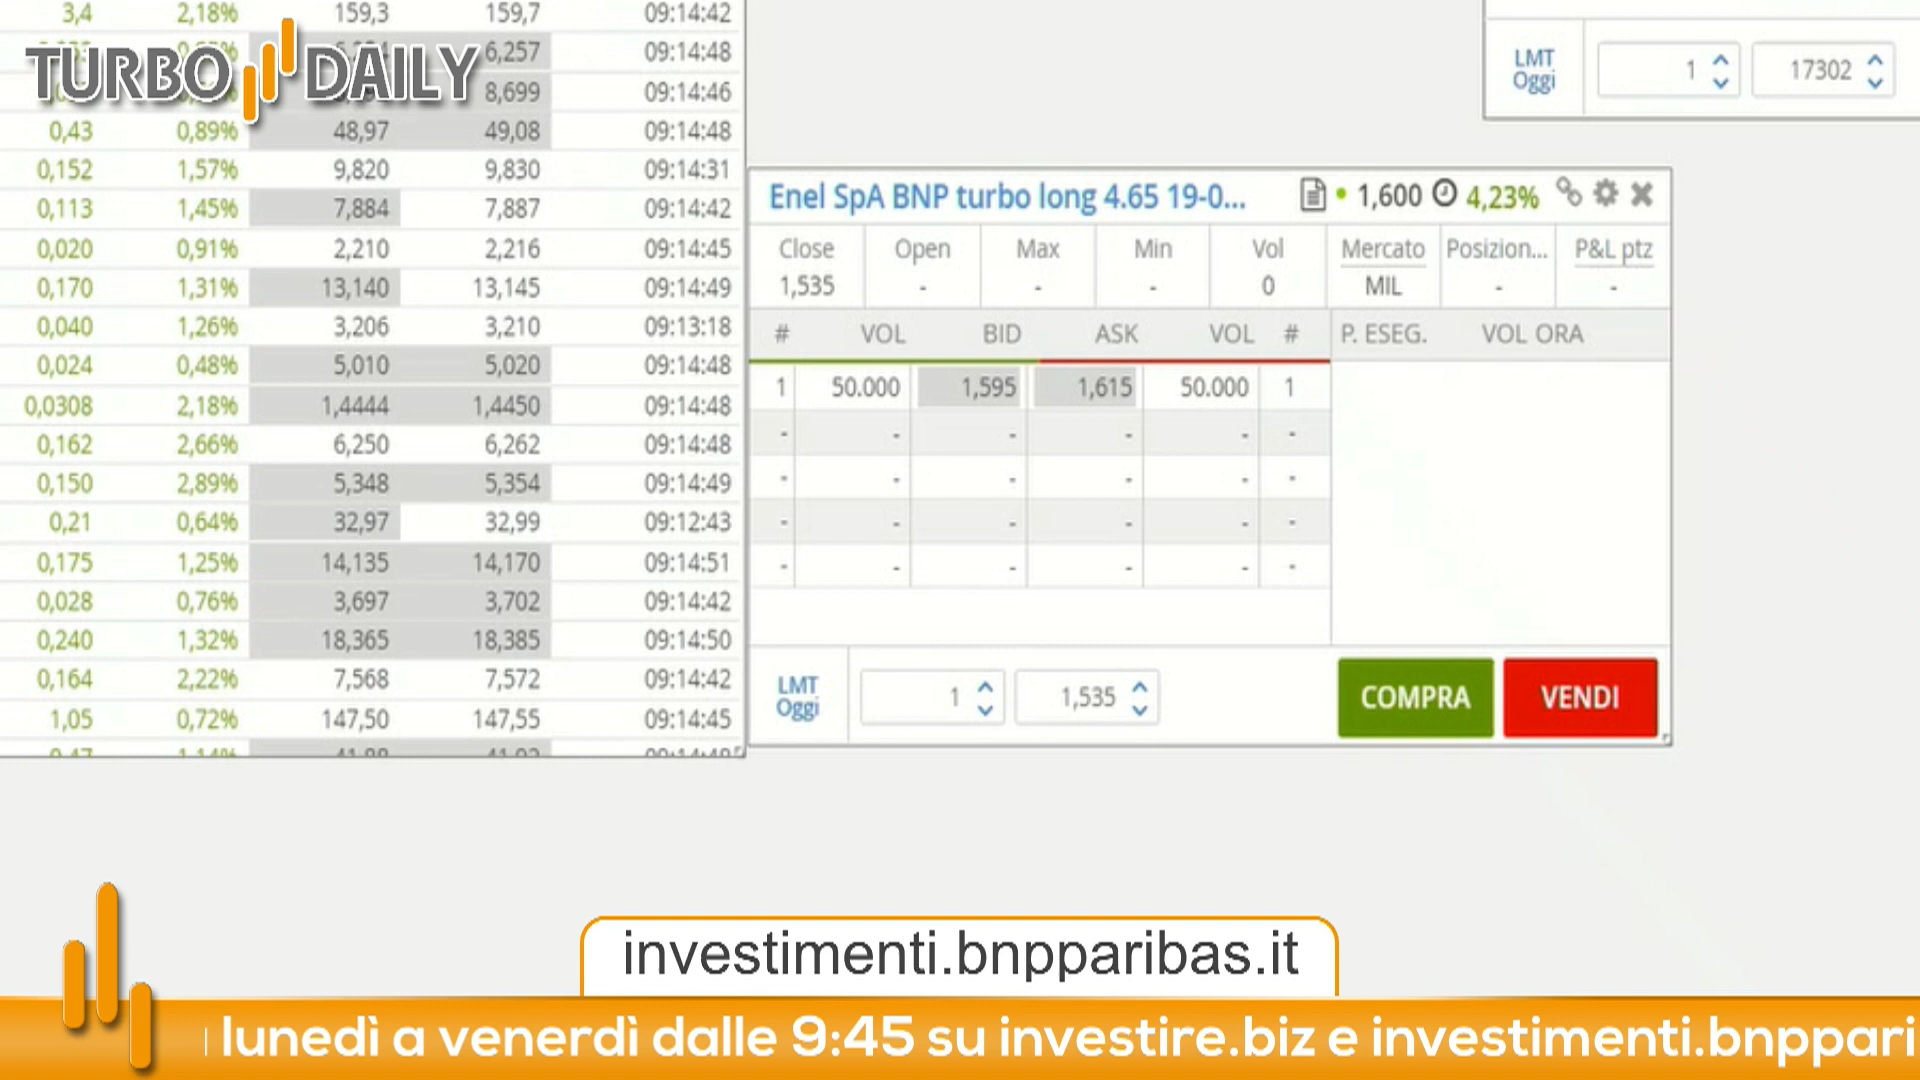 3,4 2,18% 159,3 159,7 09:14:42
TURBO DAILY
6,257 09:14:48
8,699 09:14:46
0,43 0,89% 48,97 49,08 09:14:48
0,152 1,57% 9,820 9,830 09:14:31
0,113 1,45% 7,884 7,887 09:14:42
0,020 0,91% 2,210 2,216 09:14:45
0,170 1,31% 13,140 13,145 09:14:49
0,040 1,26% 3,206 3,210 09:13:18
0,024 0,48% 5,010 5,020 09:14:48
0,0308 2,18% 1,4444 1,4450 09:14:48
0,162 2,66% 6,250 6,262 09:14:48
0,150 2,89% 5,348 5,354 09:14:49
0,21 0,64% 32,97 32,99 09:12:43
0,175 1,25% 14,135 14,170 09:14:51
0,028 0,76% 3,697 3,702 09:14:42
0,240 1,32% 18,365 18,385 09:14:50
0,164 2,22% 7,568 7,572 09:14:42
1,05 0,72% 147,50 147,55 09:14:45
LMT 1 17302
Oggi
Enel SpA BNP turbo long 4.65 19-0... 1,600 4,23%
Close Open Max Min Vol Mercato Posizion... P&L ptz
1,535 - - - 0 MIL - -
# VOL BID ASK VOL # P. ESEG. VOL ORA
1 50.000 1,595 1,615 50.000 1
- - - - - -
- - - - - -
- - - - - -
- - - - - -
LMT 1 1,535 COMPRA VENDI
Oggi
investimenti.bnpparibas.it
lunedì a venerdì dalle 9:45 su investire.biz e investimenti.bnppari